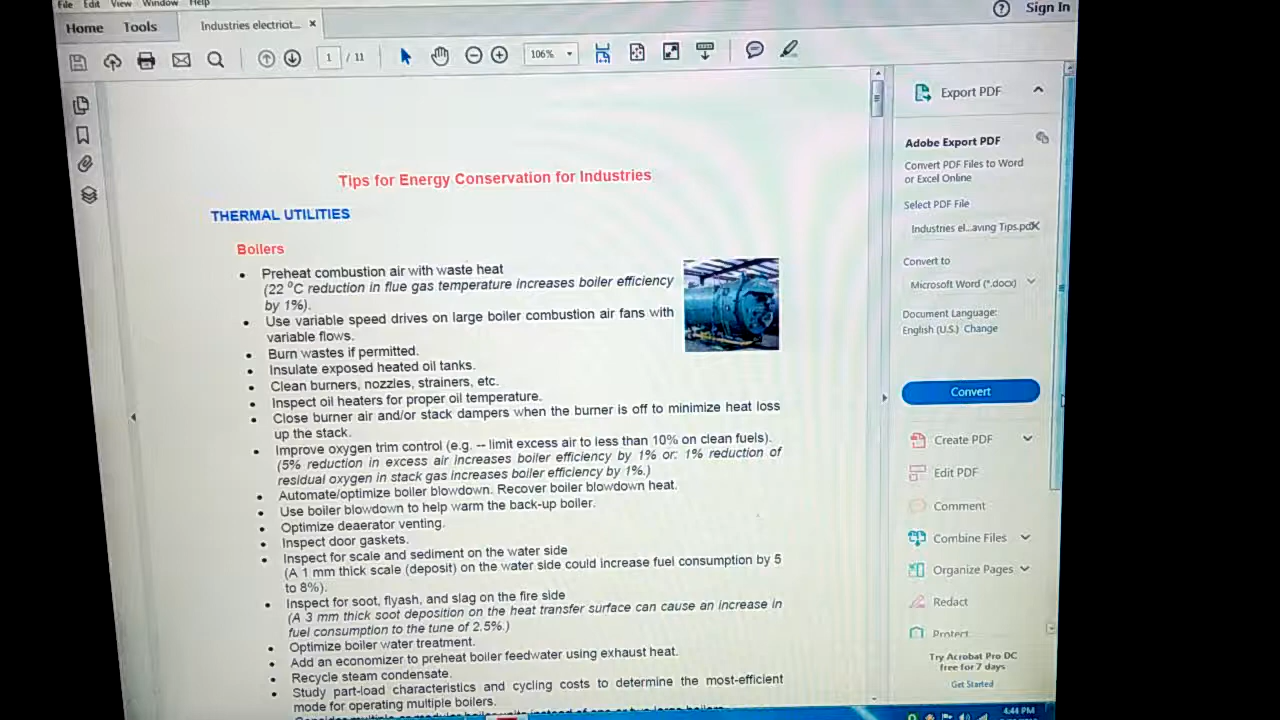 File Edit View Window Help
Home Tools Industries electricit... × ? Sign In
1 / 11 106%
Export PDF
Adobe Export PDF
Convert PDF Files to Word
or Excel Online
Select PDF File
Industries el...aving Tips.pdf ×
Convert to
Microsoft Word (*.docx)
Document Language:
English (U.S.) Change
Convert
Create PDF
Edit PDF
Comment
Combine Files
Organize Pages
Redact
Protect
Try Acrobat Pro DC
free for 7 days
Get Started
Tips for Energy Conservation for Industries
THERMAL UTILITIES
Boilers
• Preheat combustion air with waste heat
(22 °C reduction in flue gas temperature increases boiler efficiency
by 1%).
• Use variable speed drives on large boiler combustion air fans with
variable flows.
• Burn wastes if permitted.
• Insulate exposed heated oil tanks.
• Clean burners, nozzles, strainers, etc.
• Inspect oil heaters for proper oil temperature.
• Close burner air and/or stack dampers when the burner is off to minimize heat loss
up the stack.
• Improve oxygen trim control (e.g. -- limit excess air to less than 10% on clean fuels).
(5% reduction in excess air increases boiler efficiency by 1% or: 1% reduction of
residual oxygen in stack gas increases boiler efficiency by 1%.)
• Automate/optimize boiler blowdown. Recover boiler blowdown heat.
• Use boiler blowdown to help warm the back-up boiler.
• Optimize deaerator venting.
• Inspect door gaskets.
• Inspect for scale and sediment on the water side
(A 1 mm thick scale (deposit) on the water side could increase fuel consumption by 5
to 8%).
• Inspect for soot, flyash, and slag on the fire side
(A 3 mm thick soot deposition on the heat transfer surface can cause an increase in
fuel consumption to the tune of 2.5%.)
• Optimize boiler water treatment.
• Add an economizer to preheat boiler feedwater using exhaust heat.
• Recycle steam condensate.
• Study part-load characteristics and cycling costs to determine the most-efficient
mode for operating multiple boilers.
4:44 PM